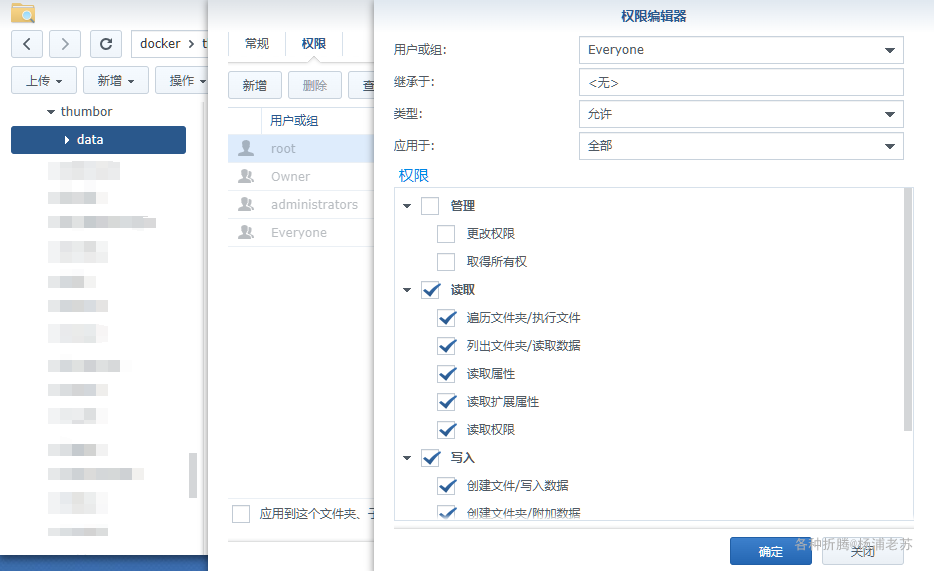 docker > t
上传
新增
操作
thumbor
data
常规
权限
新增
删除
查
用户或组
root
Owner
administrators
Everyone
应用到这个文件夹、子
权限编辑器
用户或组:
Everyone
继承于:
<无>
类型:
允许
应用于:
全部
权限
管理
更改权限
取得所有权
读取
遍历文件夹/执行文件
列出文件夹/读取数据
读取属性
读取扩展属性
读取权限
写入
创建文件/写入数据
创建文件夹/附加数据
确定
关闭
各种折腾@杨浦老苏